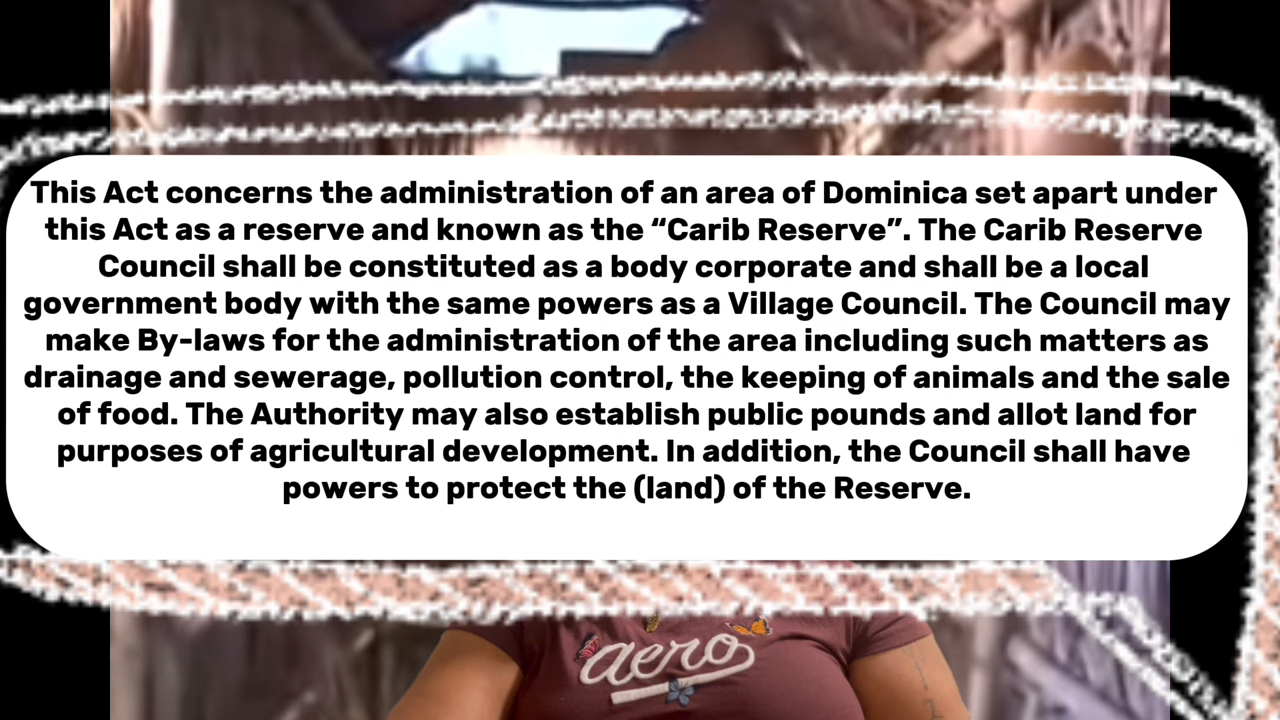 This Act concerns the administration of an area of Dominica set apart under
this Act as a reserve and known as the “Carib Reserve”. The Carib Reserve
Council shall be constituted as a body corporate and shall be a local
government body with the same powers as a Village Council. The Council may
make By-laws for the administration of the area including such matters as
drainage and sewerage, pollution control, the keeping of animals and the sale
of food. The Authority may also establish public pounds and allot land for
purposes of agricultural development. In addition, the Council shall have
powers to protect the (land) of the Reserve.
aero